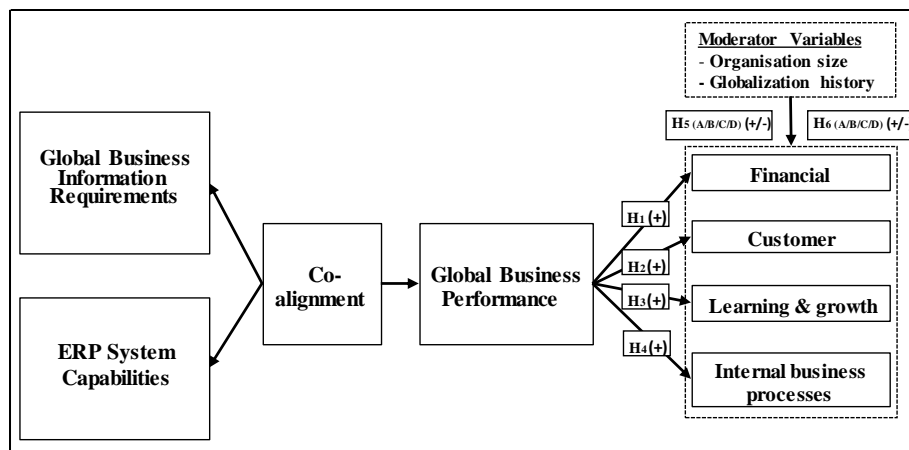 Moderator Variables
- Organisation size
- Globalization history
H5 (A/B/C/D) (+/-)
H6 (A/B/C/D) (+/-
Global Business
Information
Requirements
ERP System
Capabilities
Co-
alignment
Global Business
Performance
H1 (+)
H2 (+)
H3 (+)
H4 (+)
Financial
Customer
Learning & growth
Internal business
processes